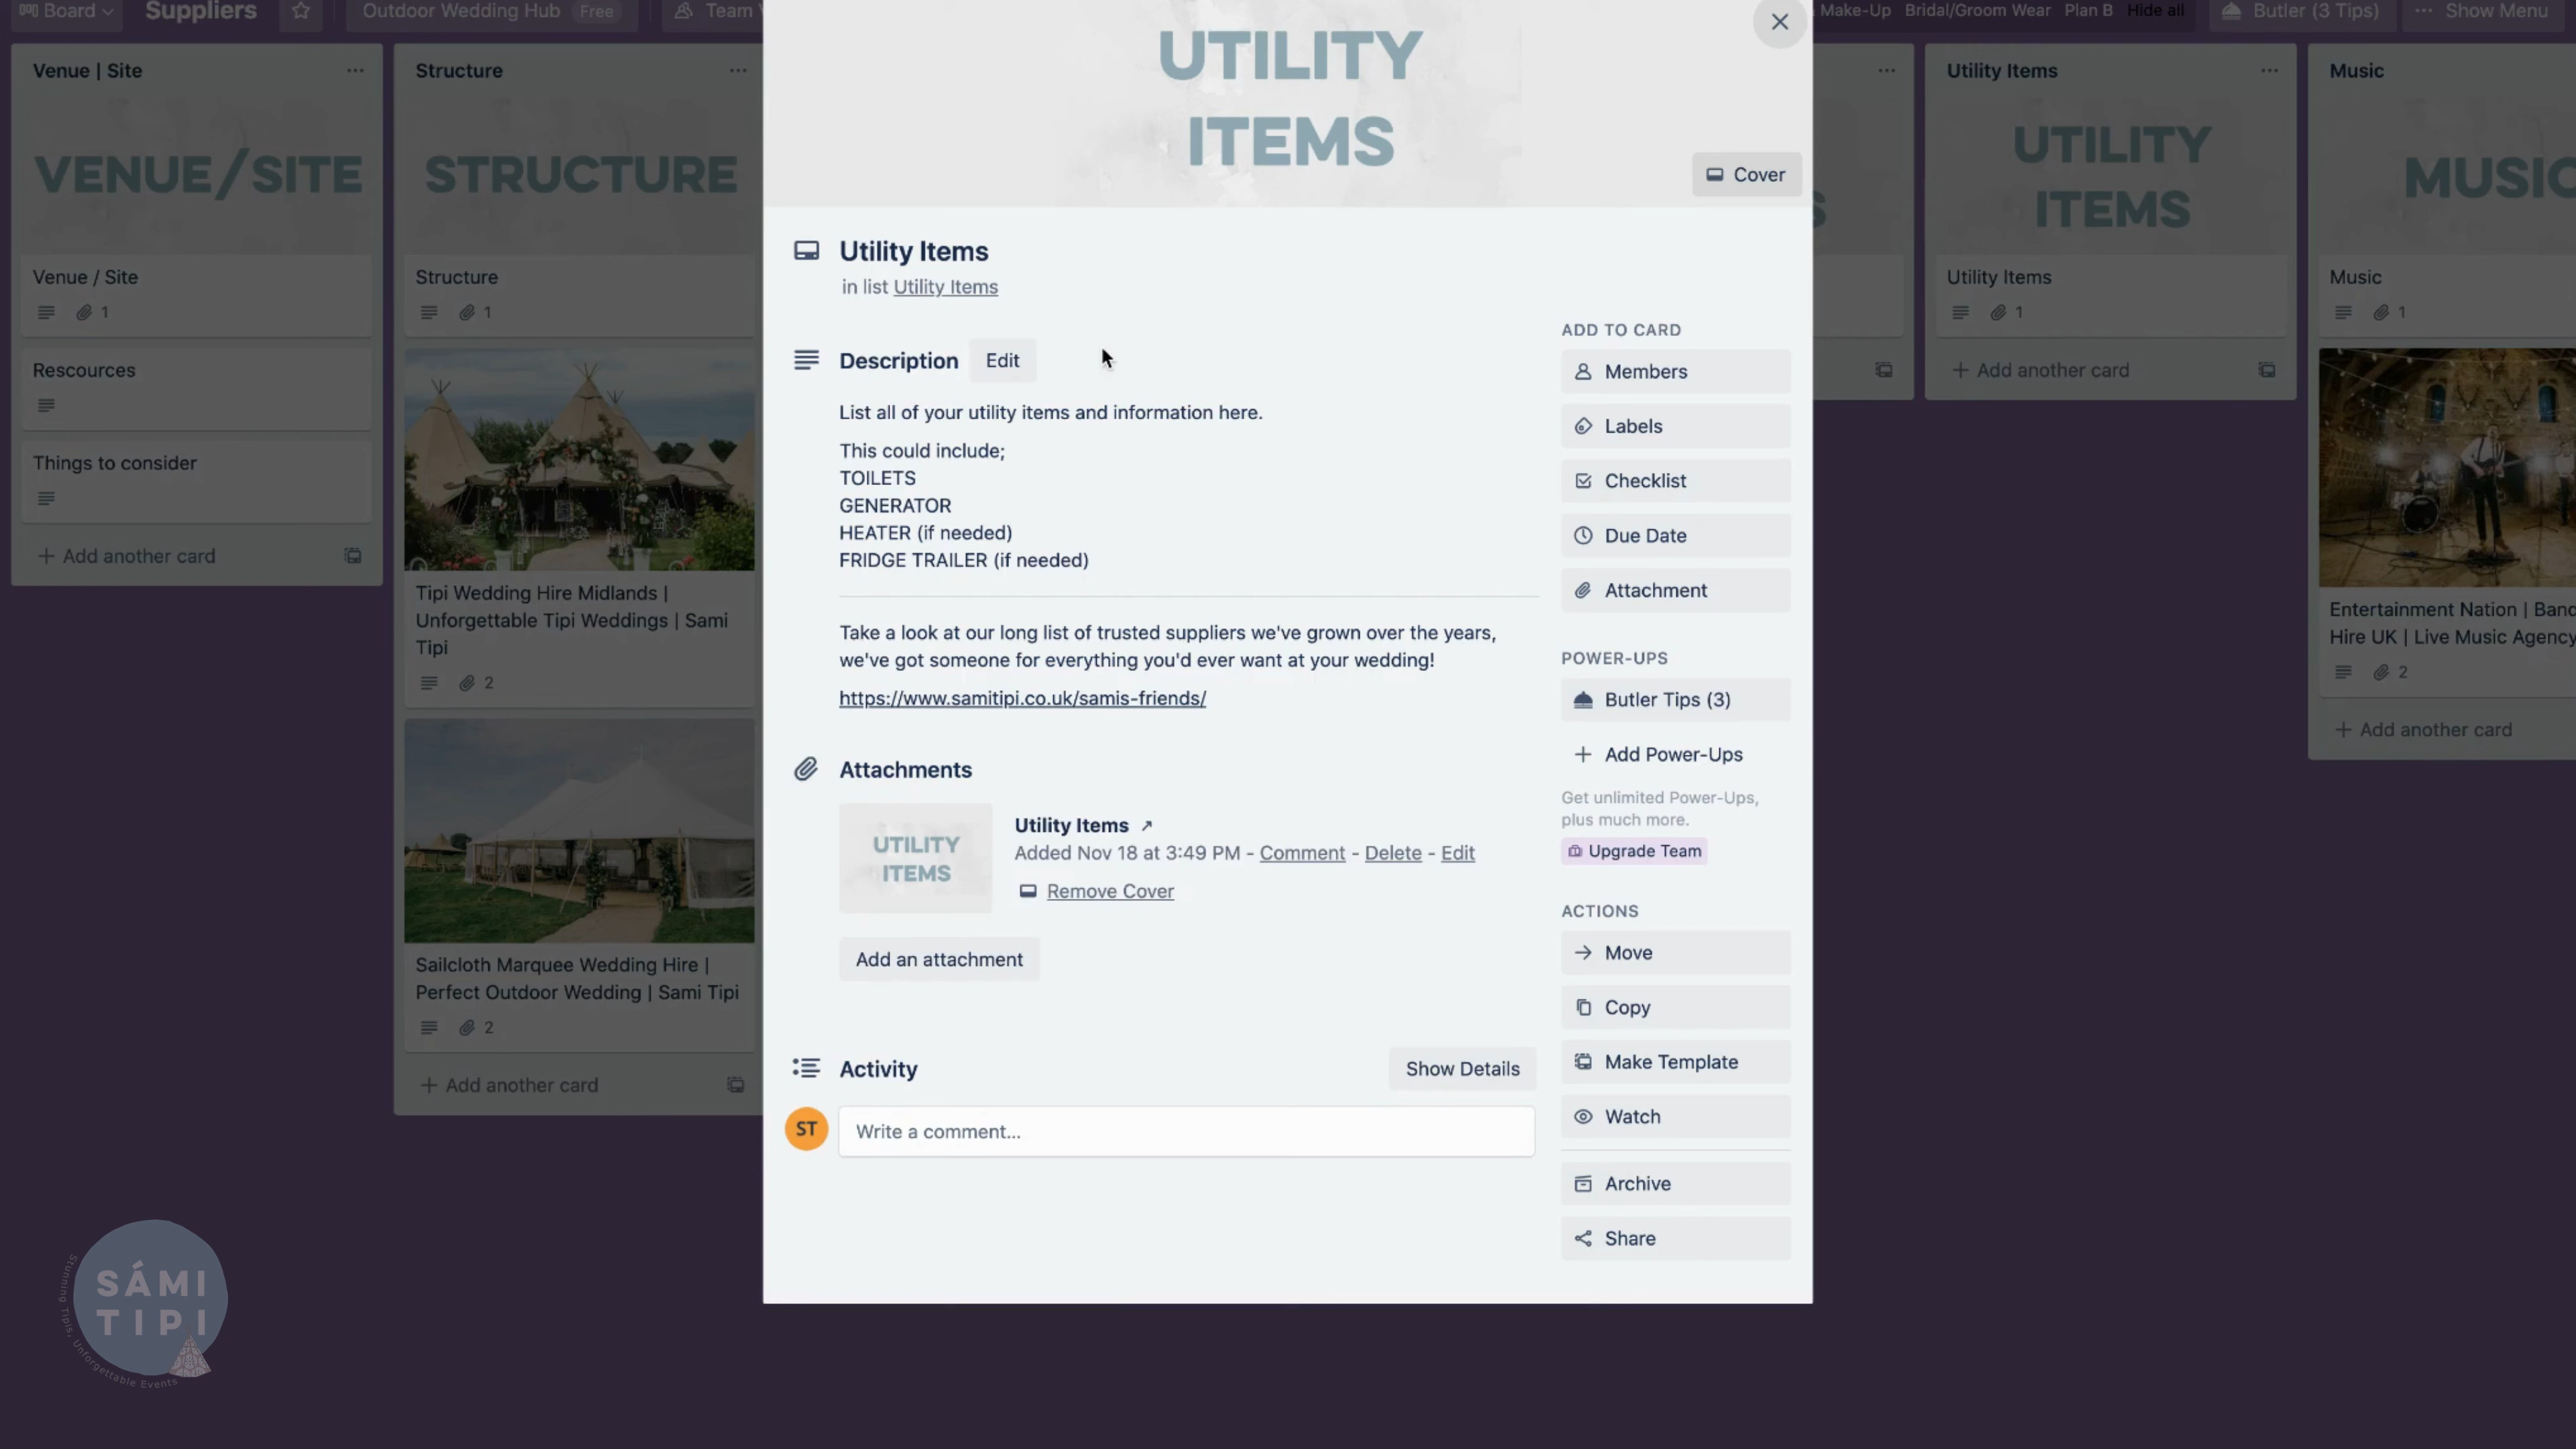 Board
Suppliers
Outdoor Wedding Hub Free
Team
Make-Up Bridal/Groom Wear Plan B Hide all
Butler (3 Tips)
Show Menu
Venue | Site
VENUE/SITE
Venue / Site
1
Rescources
Things to consider
+ Add another card
Structure
STRUCTURE
Structure
1
Tipi Wedding Hire Midlands |
Unforgettable Tipi Weddings | Sami
Tipi
2
Sailcloth Marquee Wedding Hire |
Perfect Outdoor Wedding | Sami Tipi
2
+ Add another card
UTILITY
ITEMS
Cover
Utility Items
in list Utility Items
Description Edit
List all of your utility items and information here.
This could include;
TOILETS
GENERATOR
HEATER (if needed)
FRIDGE TRAILER (if needed)
Take a look at our long list of trusted suppliers we've grown over the years,
we've got someone for everything you'd ever want at your wedding!
https://www.samitipi.co.uk/samis-friends/
Attachments
UTILITY
ITEMS
Utility Items ↗
Added Nov 18 at 3:49 PM - Comment - Delete - Edit
Remove Cover
Add an attachment
Activity Show Details
ST
Write a comment...
ADD TO CARD
Members
Labels
Checklist
Due Date
Attachment
POWER-UPS
Butler Tips (3)
+ Add Power-Ups
Get unlimited Power-Ups,
plus much more.
Upgrade Team
ACTIONS
Move
Copy
Make Template
Watch
Archive
Share
Utility Items
UTILITY
ITEMS
Utility Items
1
+ Add another card
Music
MUSIC
Music
1
Entertainment Nation | Band
Hire UK | Live Music Agency
2
+ Add another card
SÁMI
TIPI
Stunning Tipis, Unforgettable Events